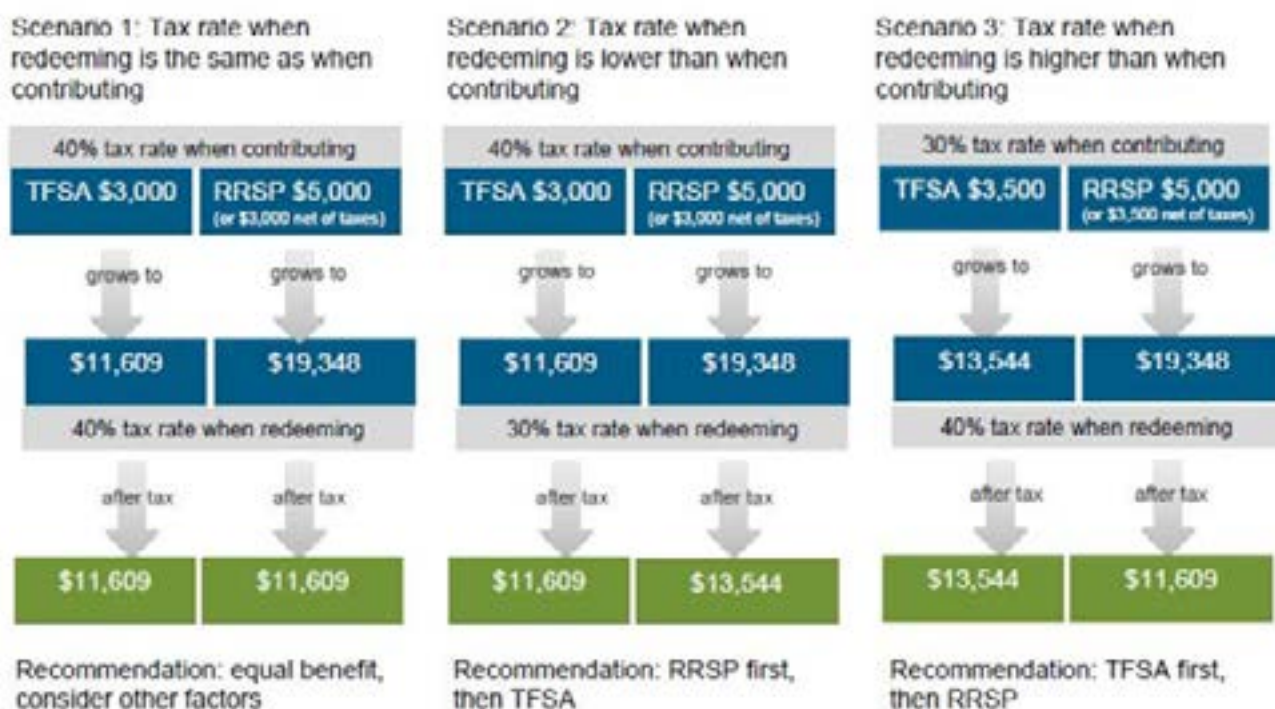 Scenario 1: Tax rate when
redeeming is the same as when
contributing
40% tax rate when contributing
TFSA $3,000
RRSP $5,000
(or $3,000 net of taxes)
grows to
grows to
$11,609
$19,348
40% tax rate when redeeming
after tax
after tax
$11,609
$11,609
Recommendation: equal benefit,
consider other factors
Scenario 2: Tax rate when
redeeming is lower than when
contributing
40% tax rate when contributing
TFSA $3,000
RRSP $5,000
(or $3,000 net of taxes)
grows to
grows to
$11,609
$19,348
30% tax rate when redeeming
after tax
after tax
$11,609
$13,544
Recommendation: RRSP first,
then TFSA
Scenario 3: Tax rate when
redeeming is higher than when
contributing
30% tax rate when contributing
TFSA $3,500
RRSP $5,000
(or $3,500 net of taxes)
grows to
grows to
$13,544
$19,348
40% tax rate when redeeming
after tax
after tax
$13,544
$11,609
Recommendation: TFSA first,
then RRSP